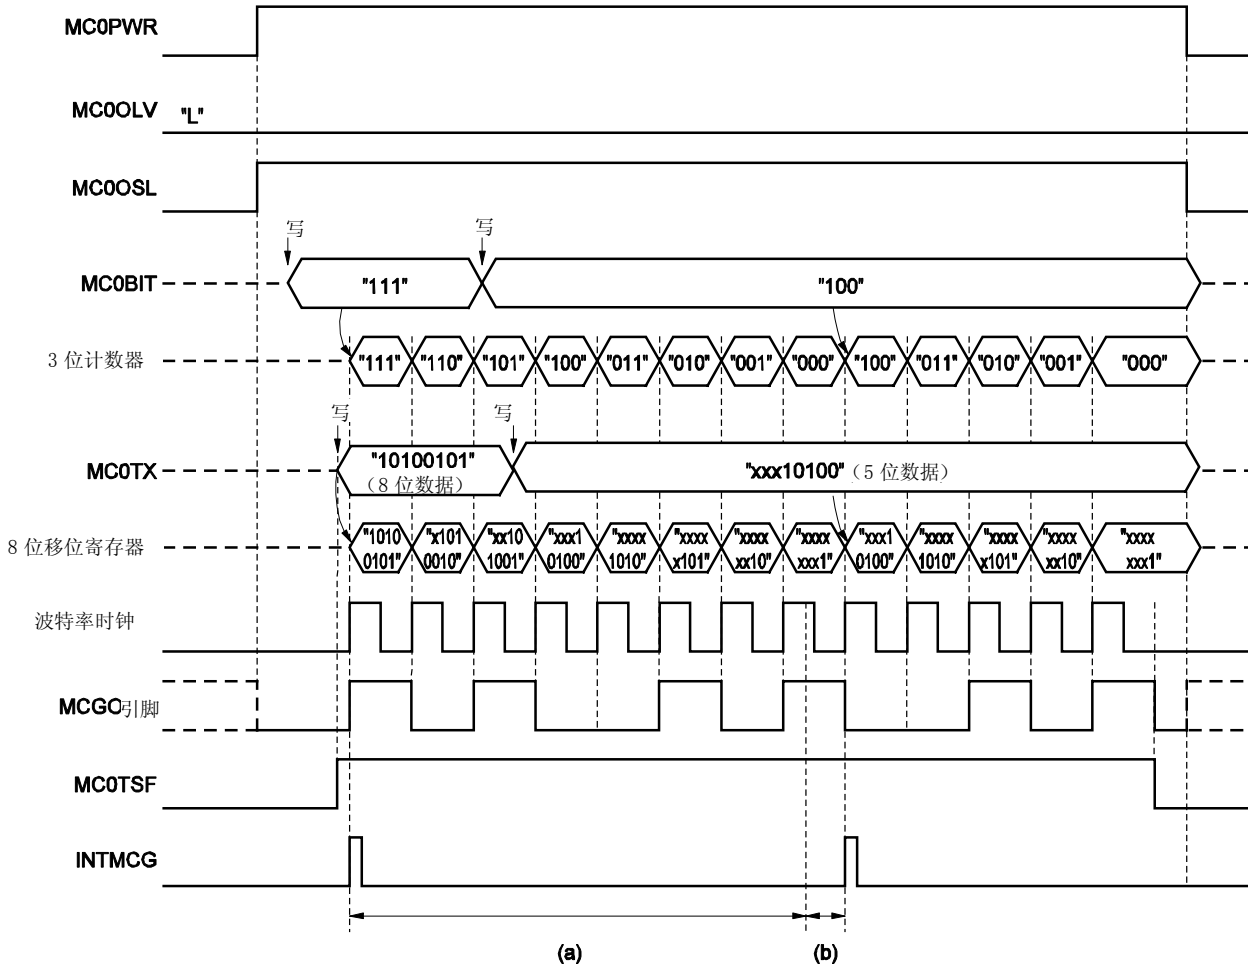 MC0PWR
MC0OLV "L"
MC0OSL
写 写
MC0BIT "111" "100"
3 位计数器 "111" "110" "101" "100" "011" "010" "001" "000" "100" "011" "010" "001" "000"
写 写
MC0TX "10100101" "xxx10100"（5 位数据）
（8 位数据）
8 位移位寄存器 "1010 "x101 "xx10 "xxx1 "xxxx "xxxx "xxxx "xxxx "xxx1 "xxxx "xxxx "xxxx "xxxx
0101" 0010" 1001" 0100" 1010" x101" xx10" xxx1" 0100" 1010" x101" xx10" xxx1"
波特率时钟
MCGO引脚
MC0TSF
INTMCG
(a) (b)